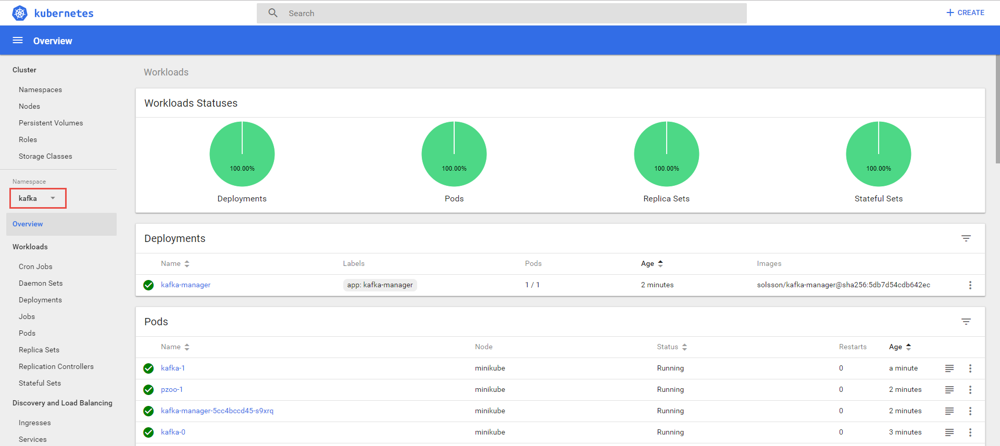 kubernetes
Search
CREATE
Overview
Cluster
Namespaces
Nodes
Persistent Volumes
Roles
Storage Classes
Namespace
kafka
Overview
Workloads
Cron Jobs
Daemon Sets
Deployments
Jobs
Pods
Replica Sets
Replication Controllers
Stateful Sets
Discovery and Load Balancing
Ingresses
Services
Workloads
Workloads Statuses
100.00% 100.00% 100.00% 100.00%
Deployments Pods Replica Sets Stateful Sets
Deployments
Name Labels Pods Age Images
kafka-manager app: kafka-manager 1 / 1 2 minutes solsson/kafka-manager@sha256:5db7d54cdb642ec
Pods
Name Node Status Restarts Age
kafka-1 minikube Running 0 a minute
pzoo-1 minikube Running 0 2 minutes
kafka-manager-5cc4bccd45-s9xrq minikube Running 0 2 minutes
kafka-0 minikube Running 0 3 minutes